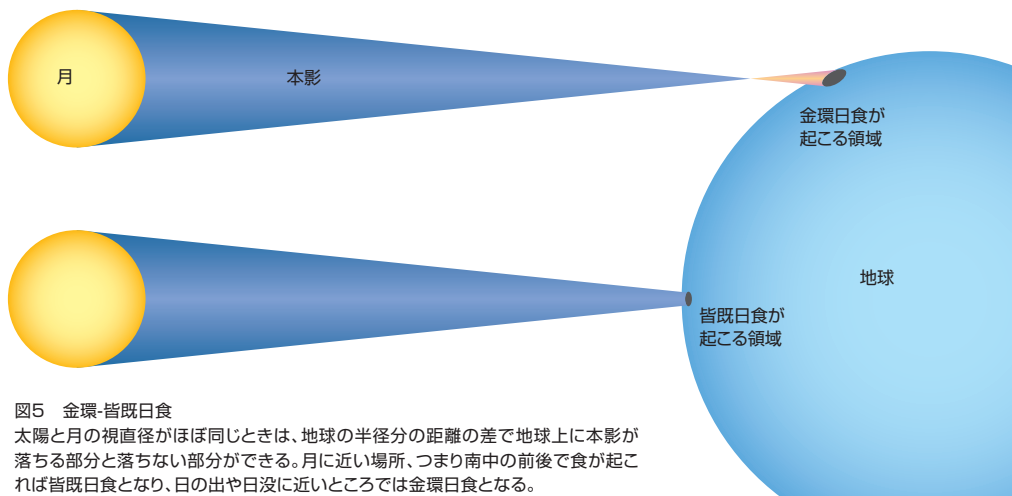 月
本影
金環日食が
起こる領域
地球
皆既日食が
起こる領域
図5　金環-皆既日食
太陽と月の視直径がほぼ同じときは、地球の半径分の距離の差で地球上に本影が
落ちる部分と落ちない部分ができる。月に近い場所、つまり南中の前後で食が起こ
れば皆既日食となり、日の出や日没に近いところでは金環日食となる。